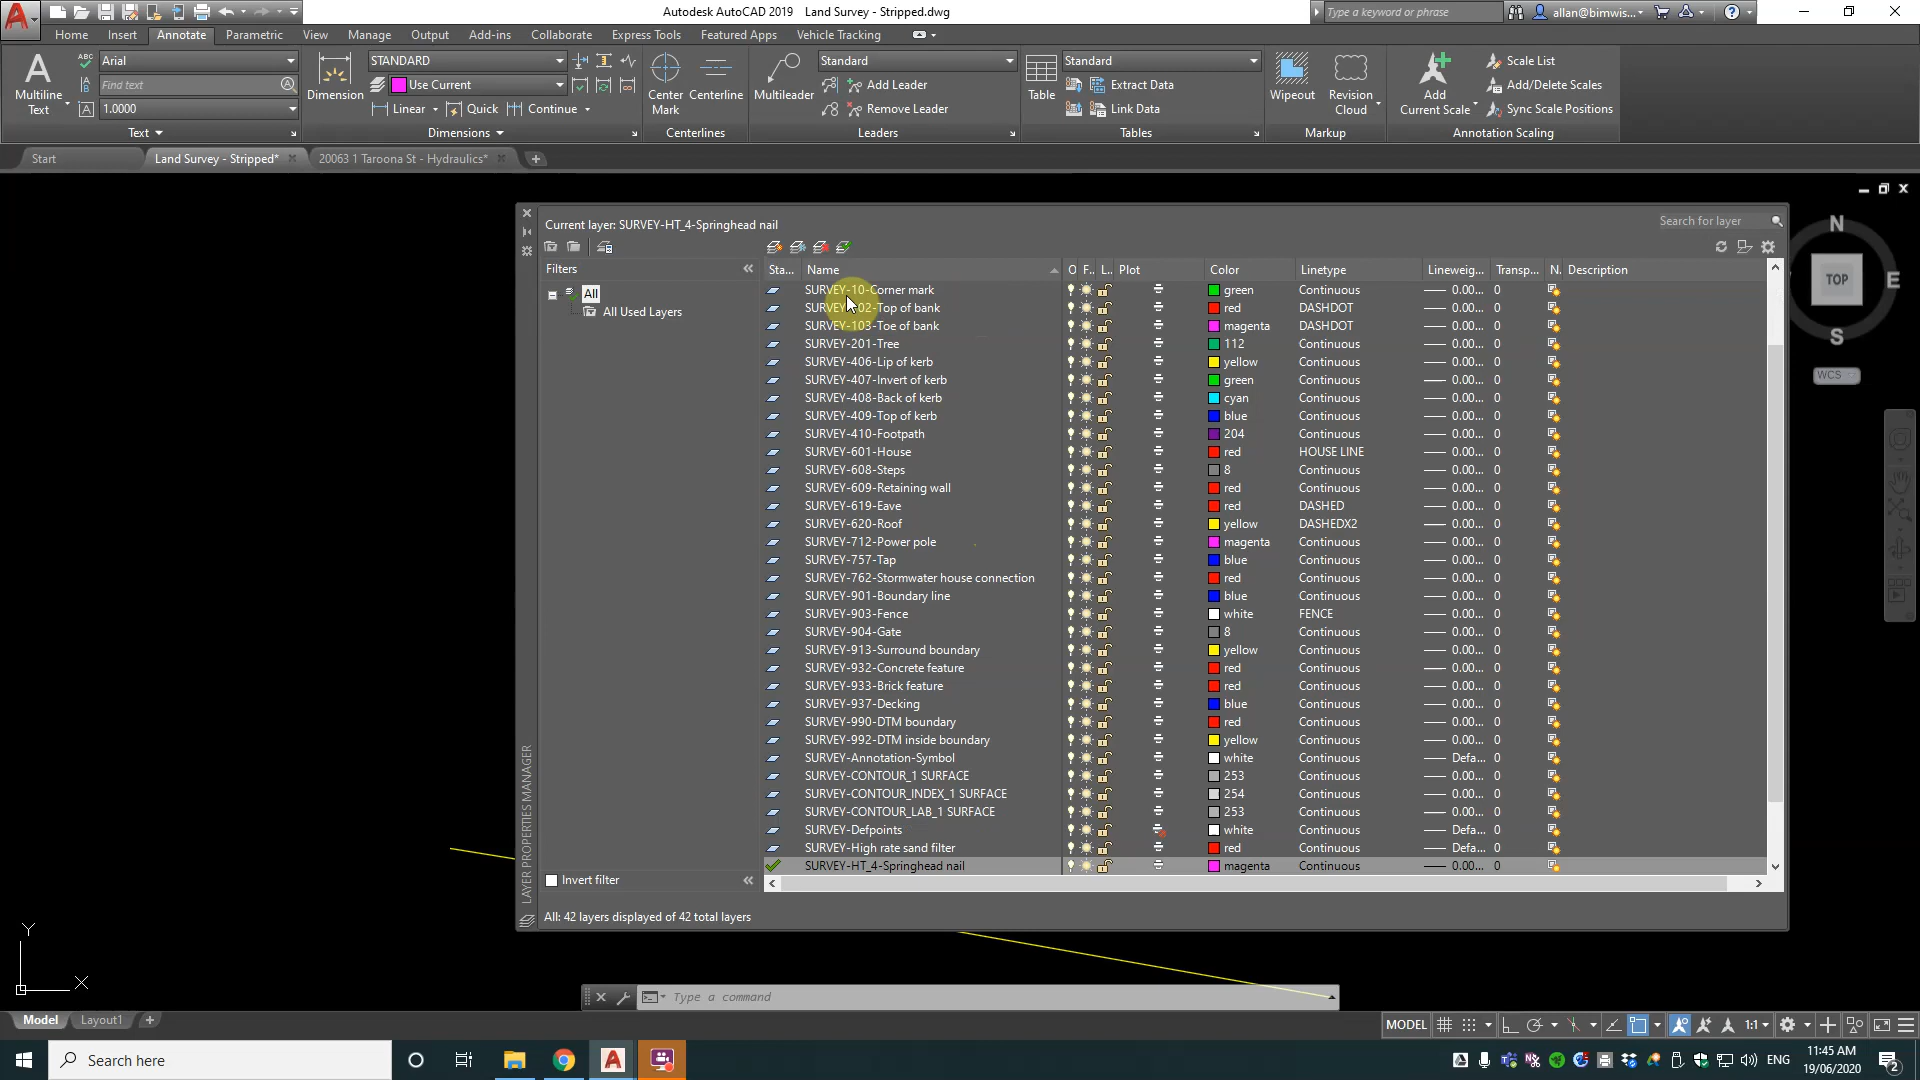 Autodesk AutoCAD 2019 Land Survey - Stripped.dwg
Type a keyword or phrase
allan@bimwis...
Home Insert Annotate Parametric View Manage Output Add-ins Collaborate Express Tools Featured Apps Vehicle Tracking
Multiline Text
Arial
Find text
1.0000
Text
Dimension
STANDARD
Use Current
Linear Quick Continue
Dimensions
Center Mark
Centerline
Centerlines
Multileader
Standard
Add Leader
Remove Leader
Leaders
Table
Standard
Extract Data
Link Data
Tables
Wipeout
Revision Cloud
Markup
Add Current Scale
Scale List
Add/Delete Scales
Sync Scale Positions
Annotation Scaling
Start Land Survey - Stripped* 20063 1 Taroona St - Hydraulics*
Current layer: SURVEY-HT_4-Springhead nail
Search for layer
Filters
All
All Used Layers
Invert filter
Sta... Name O F.. L.. Plot Color Linetype Lineweig... Transp... N. Description
SURVEY-10-Corner mark green Continuous 0.00... 0
02-Top of bank red DASHDOT 0.00... 0
SURVEY-103-Toe of bank magenta DASHDOT 0.00... 0
SURVEY-201-Tree 112 Continuous 0.00... 0
SURVEY-406-Lip of kerb yellow Continuous 0.00... 0
SURVEY-407-Invert of kerb green Continuous 0.00... 0
SURVEY-408-Back of kerb cyan Continuous 0.00... 0
SURVEY-409-Top of kerb blue Continuous 0.00... 0
SURVEY-410-Footpath 204 Continuous 0.00... 0
SURVEY-601-House red HOUSE LINE 0.00... 0
SURVEY-608-Steps 8 Continuous 0.00... 0
SURVEY-609-Retaining wall red Continuous 0.00... 0
SURVEY-619-Eave red DASHED 0.00... 0
SURVEY-620-Roof yellow DASHEDX2 0.00... 0
SURVEY-712-Power pole magenta Continuous 0.00... 0
SURVEY-757-Tap blue Continuous 0.00... 0
SURVEY-762-Stormwater house connection red Continuous 0.00... 0
SURVEY-901-Boundary line blue Continuous 0.00... 0
SURVEY-903-Fence white FENCE 0.00... 0
SURVEY-904-Gate 8 Continuous 0.00... 0
SURVEY-913-Surround boundary yellow Continuous 0.00... 0
SURVEY-932-Concrete feature red Continuous 0.00... 0
SURVEY-933-Brick feature red Continuous 0.00... 0
SURVEY-937-Decking blue Continuous 0.00... 0
SURVEY-990-DTM boundary red Continuous 0.00... 0
SURVEY-992-DTM inside boundary yellow Continuous 0.00... 0
SURVEY-Annotation-Symbol white Continuous Defa... 0
SURVEY-CONTOUR_1 SURFACE 253 Continuous 0.00... 0
SURVEY-CONTOUR_INDEX_1 SURFACE 254 Continuous 0.00... 0
SURVEY-CONTOUR_LAB_1 SURFACE 253 Continuous 0.00... 0
SURVEY-Defpoints white Continuous Defa... 0
SURVEY-High rate sand filter red Continuous Defa... 0
SURVEY-HT_4-Springhead nail magenta Continuous 0.00... 0
All: 42 layers displayed of 42 total layers
LAYER PROPERTIES MANAGER
N
TOP
E
S
WCS
Y
X
Type a command
Model Layout1
MODEL 1:1
Search here
ENG
11:45 AM
19/06/2020
2